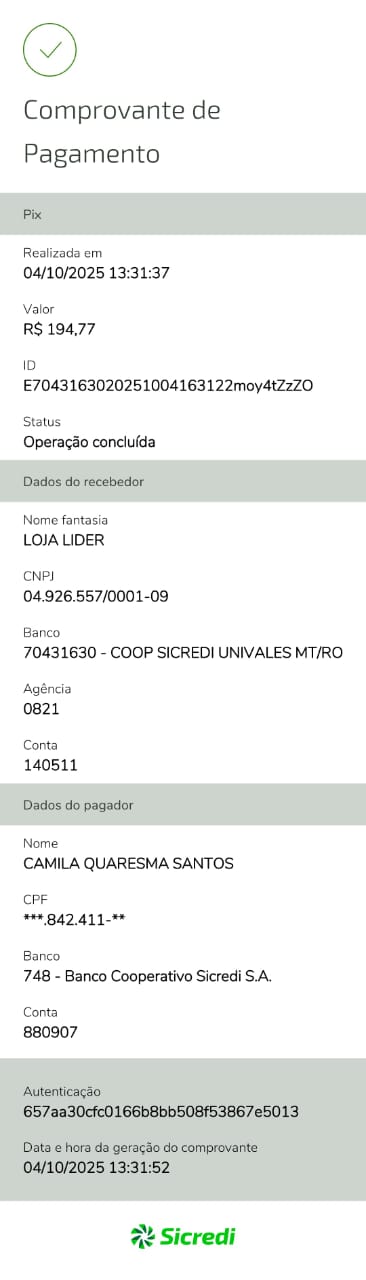 Comprovante de
Pagamento
Pix
Realizada em
04/10/2025 13:31:37
Valor
R$ 194,77
ID
E7043163020251004163122moy4tZzZO
Status
Operação concluída
Dados do recebedor
Nome fantasia
LOJA LIDER
CNPJ
04.926.557/0001-09
Banco
70431630 - COOP SICREDI UNIVALES MT/RO
Agência
0821
Conta
140511
Dados do pagador
Nome
CAMILA QUARESMA SANTOS
CPF
***.842.411-**
Banco
748 - Banco Cooperativo Sicredi S.A.
Conta
880907
Autenticação
657aa30cfc0166b8bb508f53867e5013
Data e hora da geração do comprovante
04/10/2025 13:31:52
Sicredi